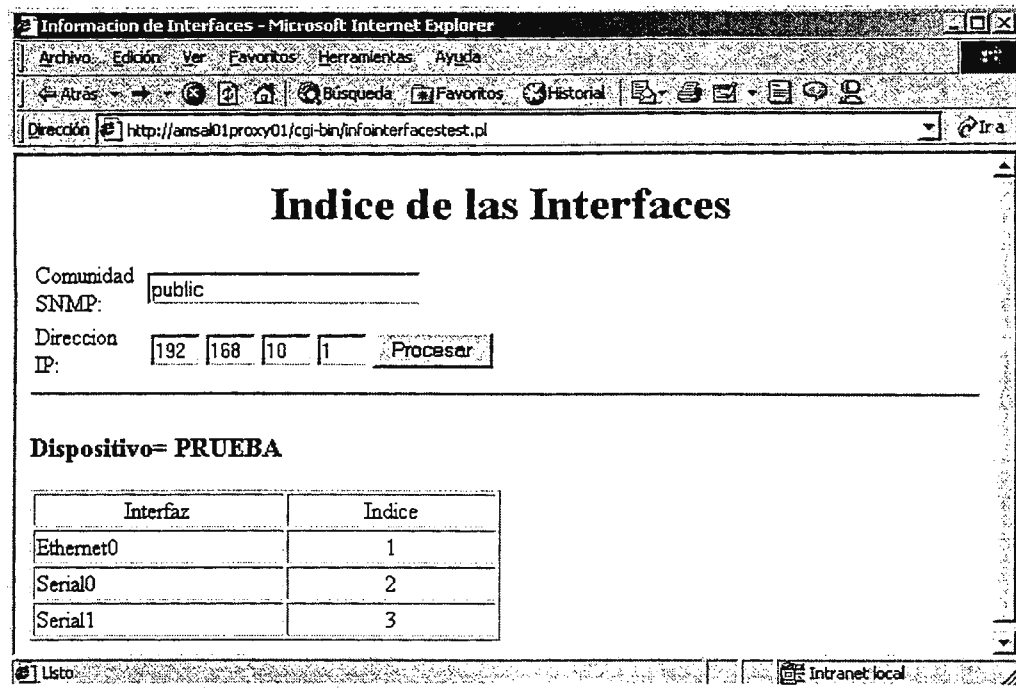 Informacion de Interfaces - Microsoft Internet Explorer
Archivo Edición Ver Favoritos Herramientas Ayuda
Atrás Búsqueda Favoritos Historial
Dirección http://amsal01proxy01/cgi-bin/infointerfacestest.pl Ir a
Indice de las Interfaces
Comunidad SNMP: public
Direccion IP: 192 168 10 1 Procesar
Dispositivo= PRUEBA
Interfaz Indice
Ethernet0 1
Serial0 2
Serial1 3
Listo Intranet local